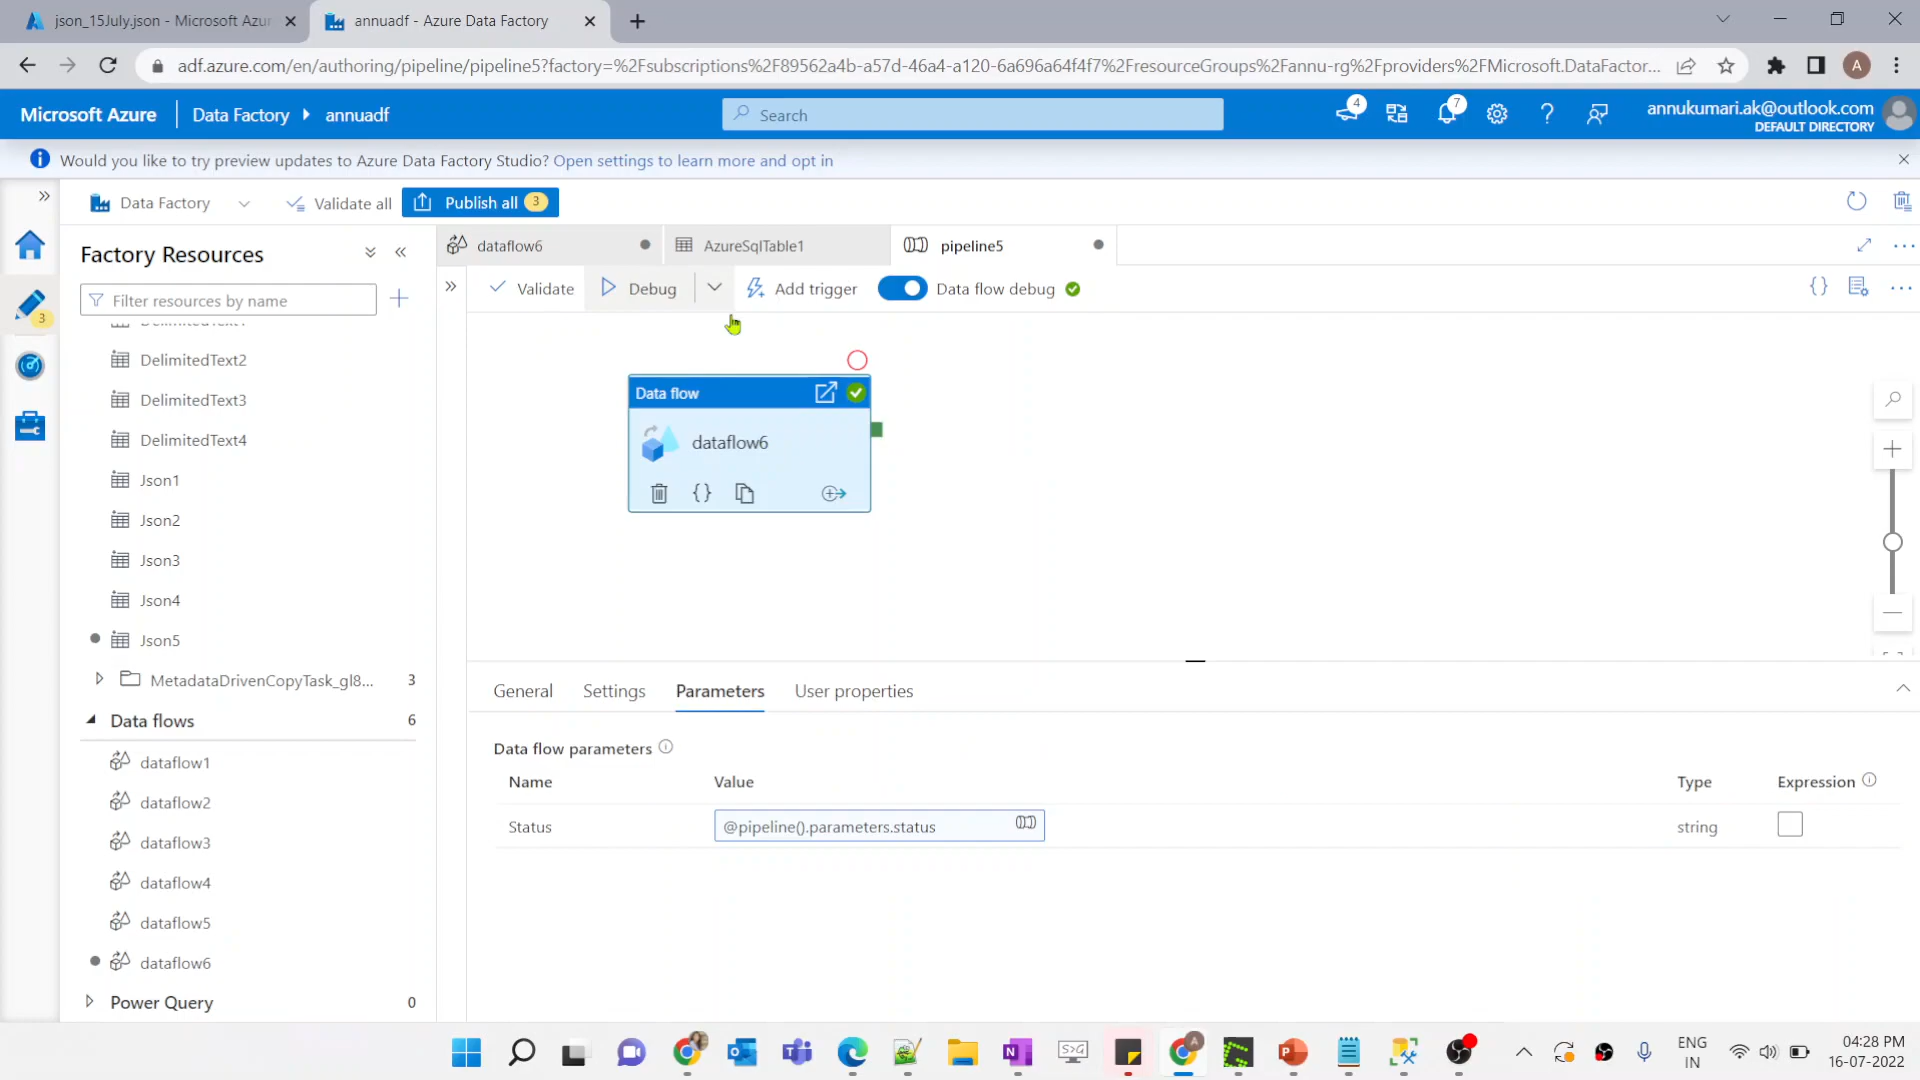 json_15July.json - Microsoft Azur
annuadf - Azure Data Factory
adf.azure.com/en/authoring/pipeline/pipeline5?factory=%2Fsubscriptions%2F89562a4b-a57d-46a4-a120-6a696a64f4f7%2FresourceGroups%2Fannu-rg%2Fproviders%2FMicrosoft.DataFactor...
A
Microsoft Azure
Data Factory
annuadf
Search
4
7
annukumari.ak@outlook.com
DEFAULT DIRECTORY
Would you like to try preview updates to Azure Data Factory Studio? Open settings to learn more and opt in
Data Factory
Validate all
Publish all 3
Factory Resources
dataflow6
AzureSqlTable1
pipeline5
Filter resources by name
Validate
Debug
Add trigger
Data flow debug
3
DelimitedText1
DelimitedText2
DelimitedText3
DelimitedText4
Json1
Json2
Json3
Json4
Json5
MetadataDrivenCopyTask_gl8... 3
Data flows 6
dataflow1
dataflow2
dataflow3
dataflow4
dataflow5
dataflow6
Power Query 0
Data flow
dataflow6
General
Settings
Parameters
User properties
Data flow parameters
Name
Value
Type
Expression
Status
@pipeline().parameters.status
string
ENG
IN
04:28 PM
16-07-2022